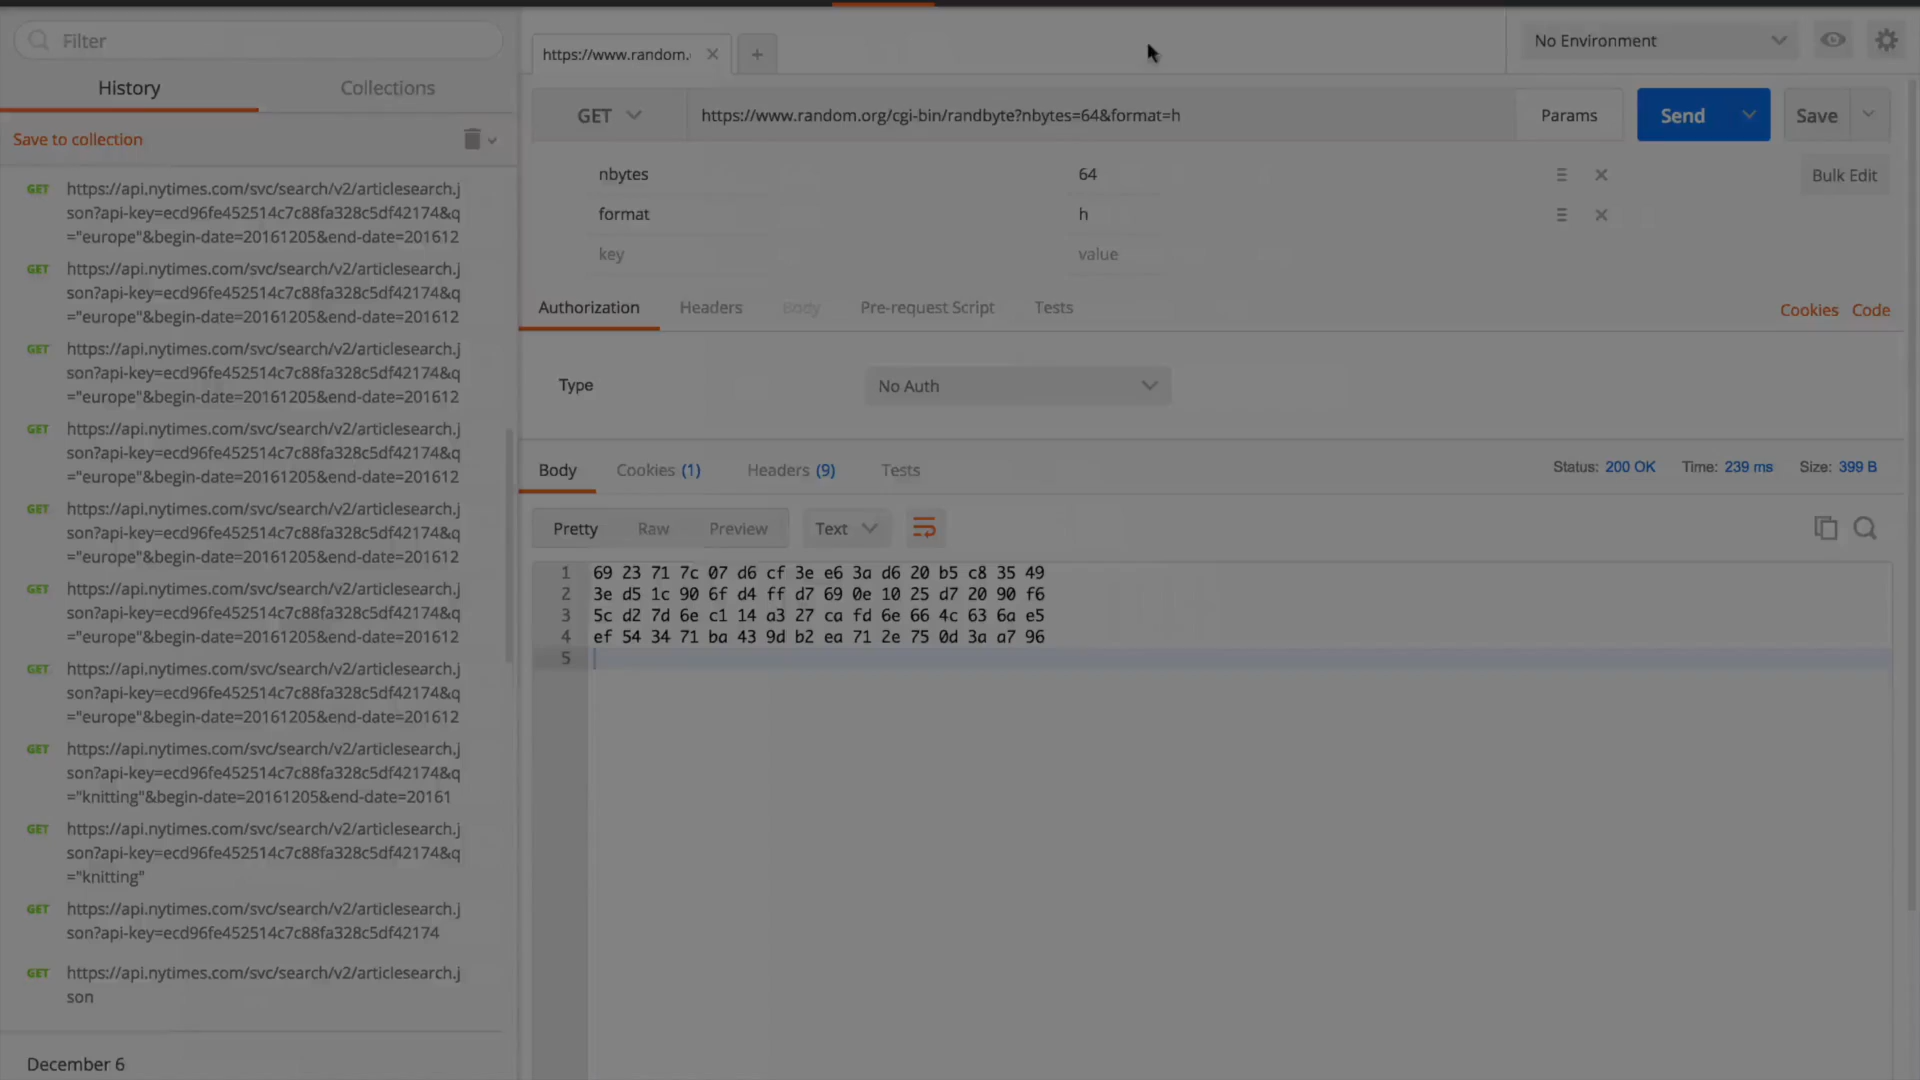 Filter
History Collections
Save to collection
GET https://api.nytimes.com/svc/search/v2/articlesearch.j
son?api-key=ecd96fe452514c7c88fa328c5df42174&q
="europe"&begin-date=20161205&end-date=201612
GET https://api.nytimes.com/svc/search/v2/articlesearch.j
son?api-key=ecd96fe452514c7c88fa328c5df42174&q
="europe"&begin-date=20161205&end-date=201612
GET https://api.nytimes.com/svc/search/v2/articlesearch.j
son?api-key=ecd96fe452514c7c88fa328c5df42174&q
="europe"&begin-date=20161205&end-date=201612
GET https://api.nytimes.com/svc/search/v2/articlesearch.j
son?api-key=ecd96fe452514c7c88fa328c5df42174&q
="europe"&begin-date=20161205&end-date=201612
GET https://api.nytimes.com/svc/search/v2/articlesearch.j
son?api-key=ecd96fe452514c7c88fa328c5df42174&q
="europe"&begin-date=20161205&end-date=201612
GET https://api.nytimes.com/svc/search/v2/articlesearch.j
son?api-key=ecd96fe452514c7c88fa328c5df42174&q
="europe"&begin-date=20161205&end-date=201612
GET https://api.nytimes.com/svc/search/v2/articlesearch.j
son?api-key=ecd96fe452514c7c88fa328c5df42174&q
="europe"&begin-date=20161205&end-date=201612
GET https://api.nytimes.com/svc/search/v2/articlesearch.j
son?api-key=ecd96fe452514c7c88fa328c5df42174&q
="knitting"&begin-date=20161205&end-date=20161
GET https://api.nytimes.com/svc/search/v2/articlesearch.j
son?api-key=ecd96fe452514c7c88fa328c5df42174&q
="knitting"
GET https://api.nytimes.com/svc/search/v2/articlesearch.j
son?api-key=ecd96fe452514c7c88fa328c5df42174
GET https://api.nytimes.com/svc/search/v2/articlesearch.j
son
December 6
https://www.random.
No Environment
GET https://www.random.org/cgi-bin/randbyte?nbytes=64&format=h Params Send Save
nbytes 64 Bulk Edit
format h
key value
Authorization Headers Body Pre-request Script Tests Cookies Code
Type No Auth
Body Cookies (1) Headers (9) Tests Status: 200 OK Time: 239 ms Size: 399 B
Pretty Raw Preview Text
1 69 23 71 7c 07 d6 cf 3e e6 3a d6 20 b5 c8 35 49
2 3e d5 1c 90 6f d4 ff d7 69 0e 10 25 d7 20 90 f6
3 5c d2 7d 6e c1 14 a3 27 ca fd 6e 66 4c 63 6a e5
4 ef 54 34 71 ba 43 9d b2 ea 71 2e 75 0d 3a a7 96
5